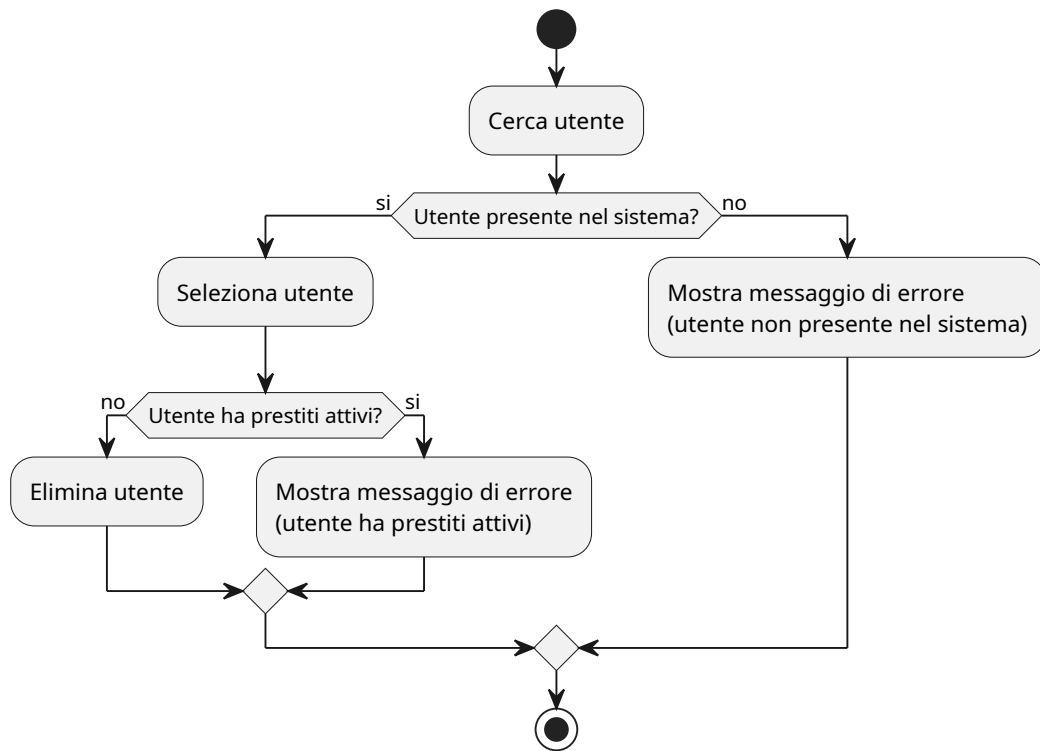 Cerca utente
si
Utente presente nel sistema?
no
Seleziona utente
Mostra messaggio di errore
(utente non presente nel sistema)
no
Utente ha prestiti attivi?
si
Elimina utente
Mostra messaggio di errore
(utente ha prestiti attivi)